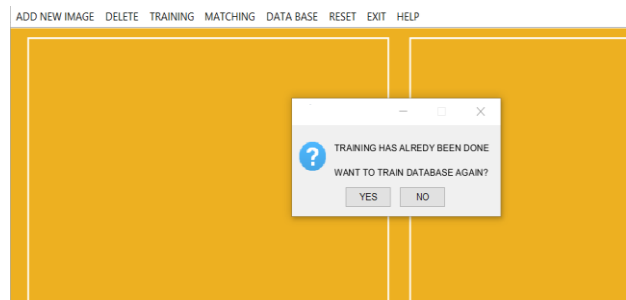 ADD NEW IMAGE DELETE TRAINING MATCHING DATA BASE RESET EXIT HELP
TRAINING HAS ALREDY BEEN DONE
WANT TO TRAIN DATABASE AGAIN?
YES NO